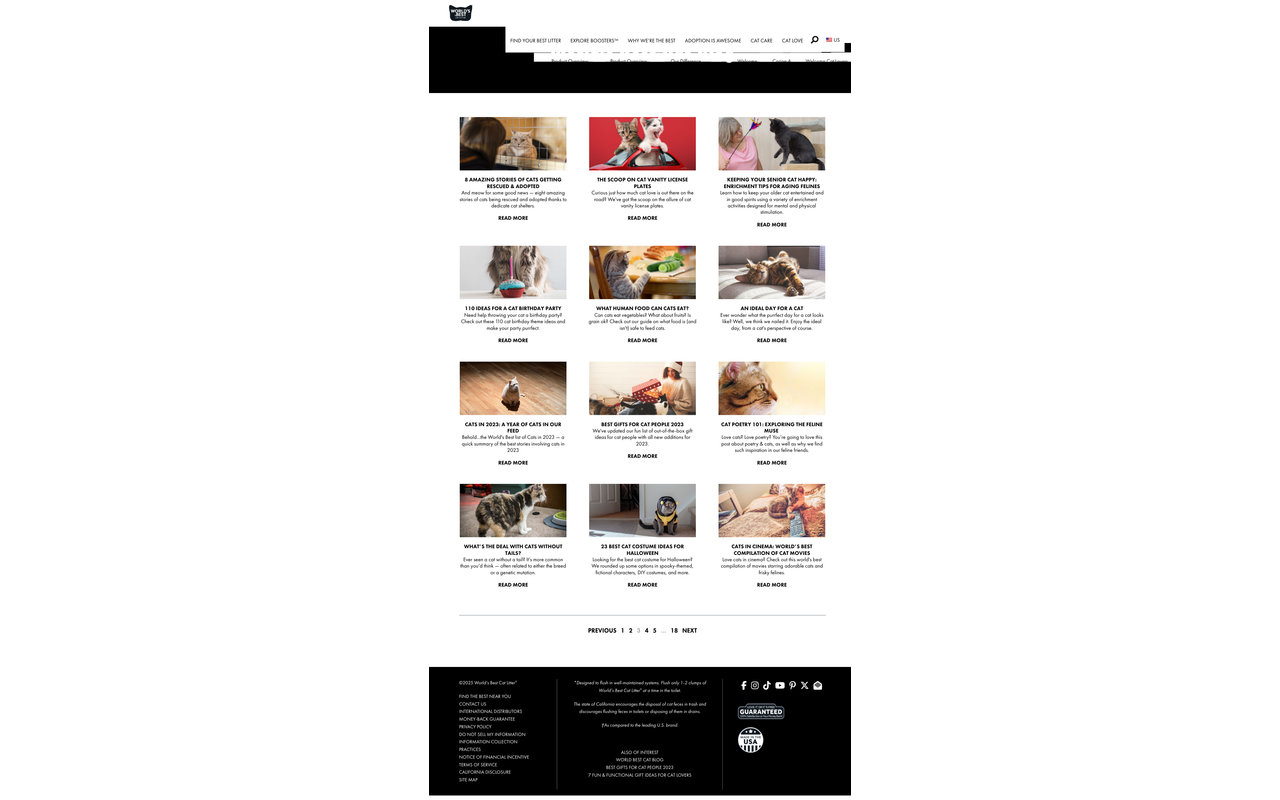 WORLD'S
BEST
FIND YOUR BEST LITTER EXPLORE BOOSTERS™ WHY WE'RE THE BEST ADOPTION IS AWESOME CAT CARE CAT LOVE US
Product Overview Product Overview Our Difference Welcome Caring 4 Welcome Cat Lovers
8 AMAZING STORIES OF CATS GETTING
RESCUED & ADOPTED
And meow for some good news — eight amazing
stories of cats being rescued and adopted thanks to
dedicate cat shelters.
READ MORE
THE SCOOP ON CAT VANITY LICENSE
PLATES
Curious just how much cat love is out there on the
road? We've got the scoop on the allure of cat
vanity license plates.
READ MORE
KEEPING YOUR SENIOR CAT HAPPY:
ENRICHMENT TIPS FOR AGING FELINES
Learn how to keep your older cat entertained and
in good spirits using a variety of enrichment
activities designed for mental and physical
stimulation.
READ MORE
110 IDEAS FOR A CAT BIRTHDAY PARTY
Need help throwing your cat a birthday party?
Check out these 110 cat birthday theme ideas and
make your party purrfect.
READ MORE
WHAT HUMAN FOOD CAN CATS EAT?
Can cats eat vegetables? What about fruits? Is
gram ok? Check out our guide on what food is (and
isn't) safe to feed cats.
READ MORE
AN IDEAL DAY FOR A CAT
Ever wonder what the purrfect day for a cat looks
like? Well, we think we nailed it. Enjoy the ideal
day, from a cat's perspective of course.
READ MORE
CATS IN 2023: A YEAR OF CATS IN OUR
FEED
Behold...the World's Best list of Cats in 2023 — a
quick summary of the best stories involving cats in
2023
READ MORE
BEST GIFTS FOR CAT PEOPLE 2023
We've updated our fun list of out-of-the-box gift
ideas for cat people with all new additions for
2023.
READ MORE
CAT POETRY 101: EXPLORING THE FELINE
MUSE
Love cats? Love poetry? You're going to love this
post about poetry & cats, as well as why we find
such inspiration in our feline friends.
READ MORE
WHAT'S THE DEAL WITH CATS WITHOUT
TAILS?
Ever seen a cat without a tail? It's more common
than you'd think — often related to either the breed
or a genetic mutation.
READ MORE
23 BEST CAT COSTUME IDEAS FOR
HALLOWEEN
Looking for the best cat costume for Halloween?
We rounded up some options in spooky-themed,
fictional characters, DIY costumes, and more.
READ MORE
CATS IN CINEMA: WORLD'S BEST
COMPILATION OF CAT MOVIES
Love cats in cinema? Check out this world's best
compilation of movies starring adorable cats and
frisky felines.
READ MORE
PREVIOUS 1 2 3 4 5 ... 18 NEXT
©2025 World's Best Cat Litter™
FIND THE BEST NEAR YOU
CONTACT US
INTERNATIONAL DISTRIBUTORS
MONEY-BACK GUARANTEE
PRIVACY POLICY
DO NOT SELL MY INFORMATION
INFORMATION COLLECTION
PRACTICES
NOTICE OF FINANCIAL INCENTIVE
TERMS OF SERVICE
CALIFORNIA DISCLOSURE
SITE MAP
*Designed to flush in well-maintained systems. Flush only 1-2 clumps of
World's Best Cat Litter™ at a time in the toilet.
The state of California encourages the disposal of cat feces in trash and
discourages flushing feces in toilets or disposing of them in drains.
†As compared to the leading U.S. brand.
ALSO OF INTEREST
WORLD BEST CAT BLOG
BEST GIFTS FOR CAT PEOPLE 2023
7 FUN & FUNCTIONAL GIFT IDEAS FOR CAT LOVERS
GUARANTEED
MADE IN THE
USA